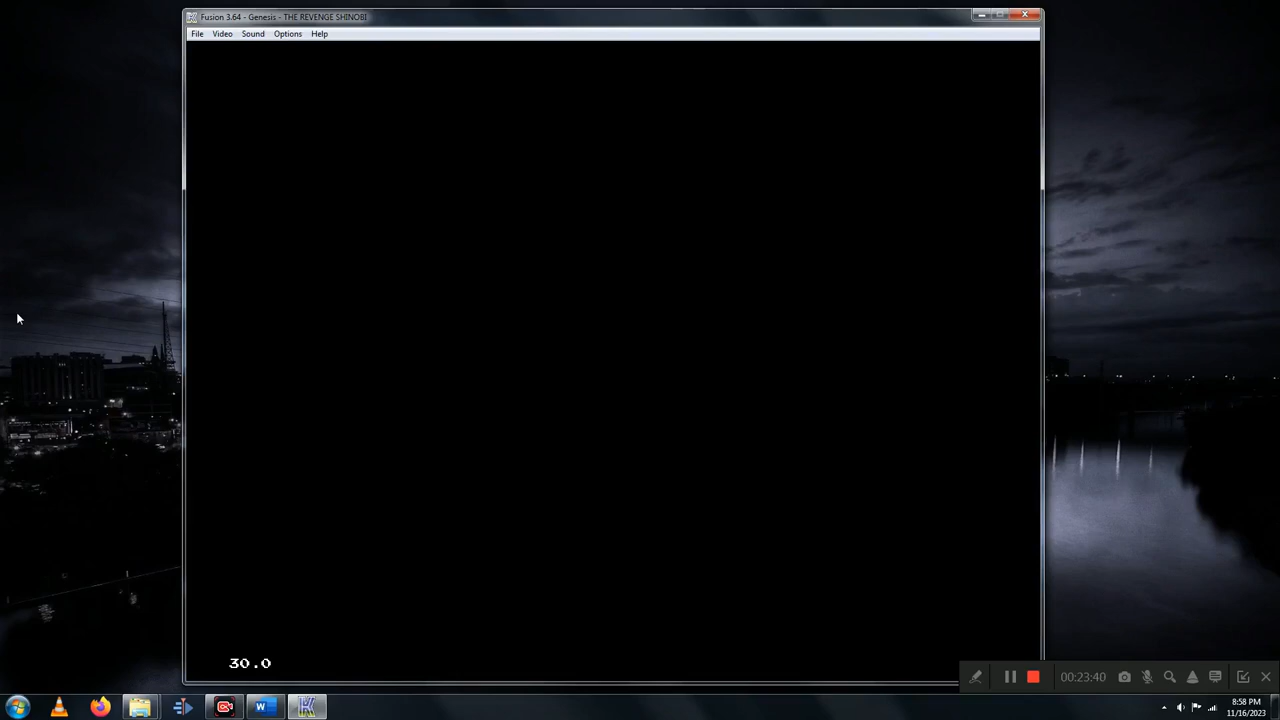 Fusion 3.64 - Genesis - THE REVENGE SHINOBI
File Video Sound Options Help
30.0
00:23:40
8:58 PM
11/16/2023